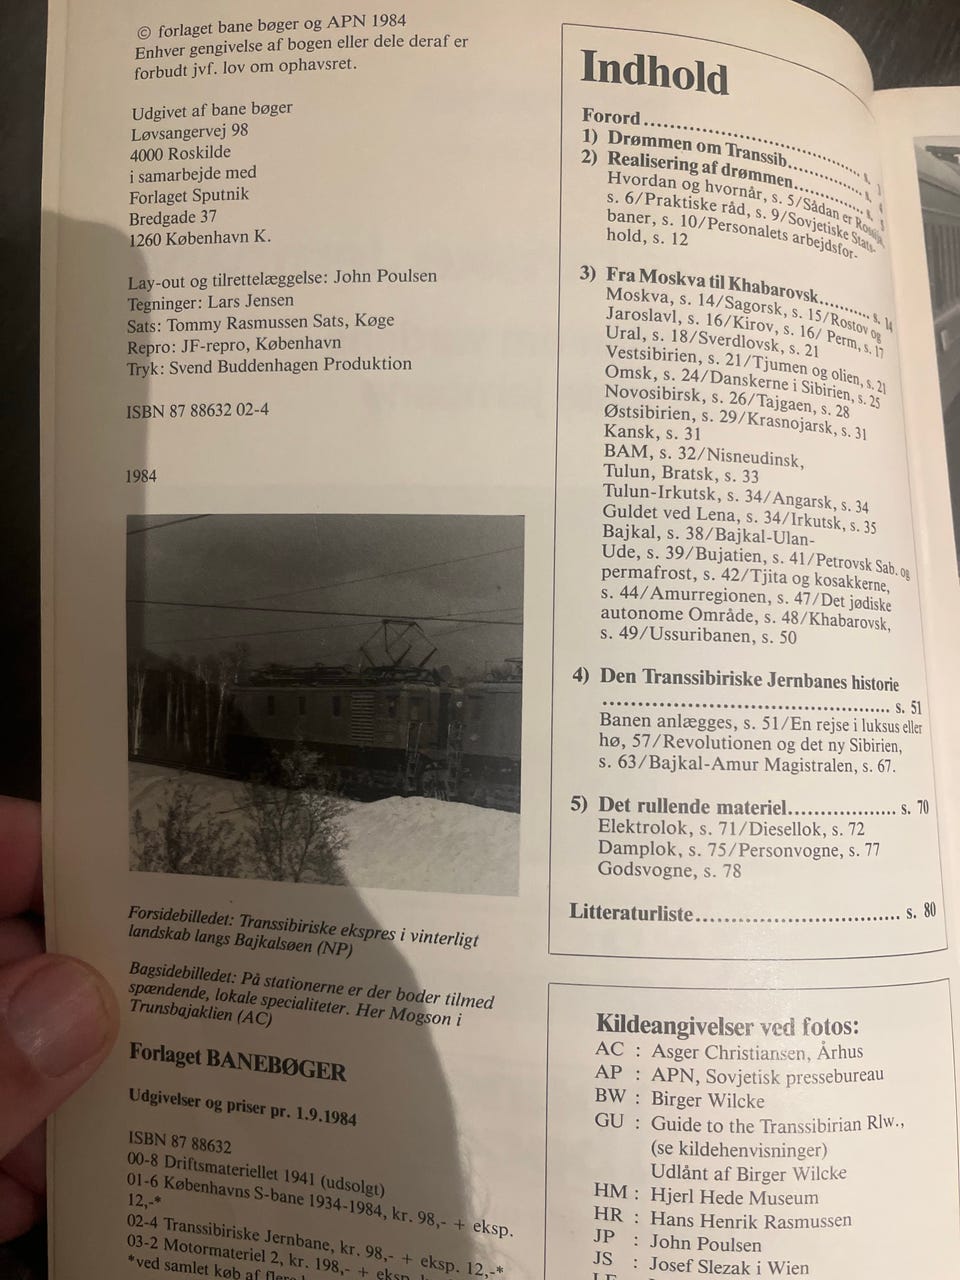 © forlaget bane bøger og APN 1984
Enhver gengivelse af bogen eller dele deraf er
forbudt jvf. lov om ophavsret.
Udgivet af bane bøger
Løvsangervej 98
4000 Roskilde
i samarbejde med
Forlaget Sputnik
Bredgade 37
1260 København K.
Lay-out og tilrettelæggelse: John Poulsen
Tegninger: Lars Jensen
Sats: Tommy Rasmussen Sats, Køge
Repro: JF-repro, København
Tryk: Svend Buddenhagen Produktion
ISBN 87 88632 02-4
1984
Forsidebilledet: Transsibiriske ekspres i vinterligt
landskab langs Bajkalsøen (NP)
Bagsidebilledet: På stationerne er der boder tilmed
spændende, lokale specialiteter. Her Mogson i
Trunsbajaklien (AC)
Forlaget BANEBØGER
Udgivelser og priser pr. 1.9.1984
ISBN 87 88632
00-8 Driftsmateriellet 1941 (udsolgt)
01-6 Københavns S-bane 1934-1984, kr. 98,- + eksp.
12,-*
02-4 Transsibiriske Jernbane, kr. 98,- + eksp. 12,-*
03-2 Motormateriel 2, kr. 198,- + eksp.
*ved samlet køb af flere
Indhold
Forord.................................... s. 3
1) Drømmen om Transsib.............. s. 4
2) Realisering af drømmen.............. s. 5
Hvordan og hvornår, s. 5/Sådan er
s. 6/Praktiske råd, s. 9/Sovjetiske Stats-
baner, s. 10/Personalets arbejdsfor-
hold, s. 12
3) Fra Moskva til Khabarovsk.......... s. 14
Moskva, s. 14/Sagorsk, s. 15/Rostov og
Jaroslavl, s. 16/Kirov, s. 16/ Perm, s. 17
Ural, s. 18/Sverdlovsk, s. 21
Vestsibirien, s. 21/Tjumen og olien, s. 21
Omsk, s. 24/Danskerne i Sibirien, s. 25
Novosibirsk, s. 26/Tajgaen, s. 28
Østsibirien, s. 29/Krasnojarsk, s. 31
Kansk, s. 31
BAM, s. 32/Nisneudinsk,
Tulun, Bratsk, s. 33
Tulun-Irkutsk, s. 34/Angarsk, s. 34
Guldet ved Lena, s. 34/Irkutsk, s. 35
Bajkal, s. 38/Bajkal-Ulan-
Ude, s. 39/Bujatien, s. 41/Petrovsk Sab. og
permafrost, s. 42/Tjita og kosakkerne,
s. 44/Amurregionen, s. 47/Det jødiske
autonome Område, s. 48/Khabarovsk,
s. 49/Ussuribanen, s. 50
4) Den Transsibiriske Jernbanes historie
............................................... s. 51
Banen anlægges, s. 51/En rejse i luksus eller
hø, 57/Revolutionen og det ny Sibirien,
s. 63/Bajkal-Amur Magistralen, s. 67.
5) Det rullende materiel................. s. 70
Elektrolok, s. 71/Diesellok, s. 72
Damplok, s. 75/Personvogne, s. 77
Godsvogne, s. 78
Litteraturliste................................ s. 80
Kildeangivelser ved fotos:
AC : Asger Christiansen, Århus
AP : APN, Sovjetisk pressebureau
BW : Birger Wilcke
GU : Guide to the Transsibirian Rlw.,
(se kildehenvisninger)
Udlånt af Birger Wilcke
HM : Hjerl Hede Museum
HR : Hans Henrik Rasmussen
JP : John Poulsen
JS : Josef Slezak i Wien